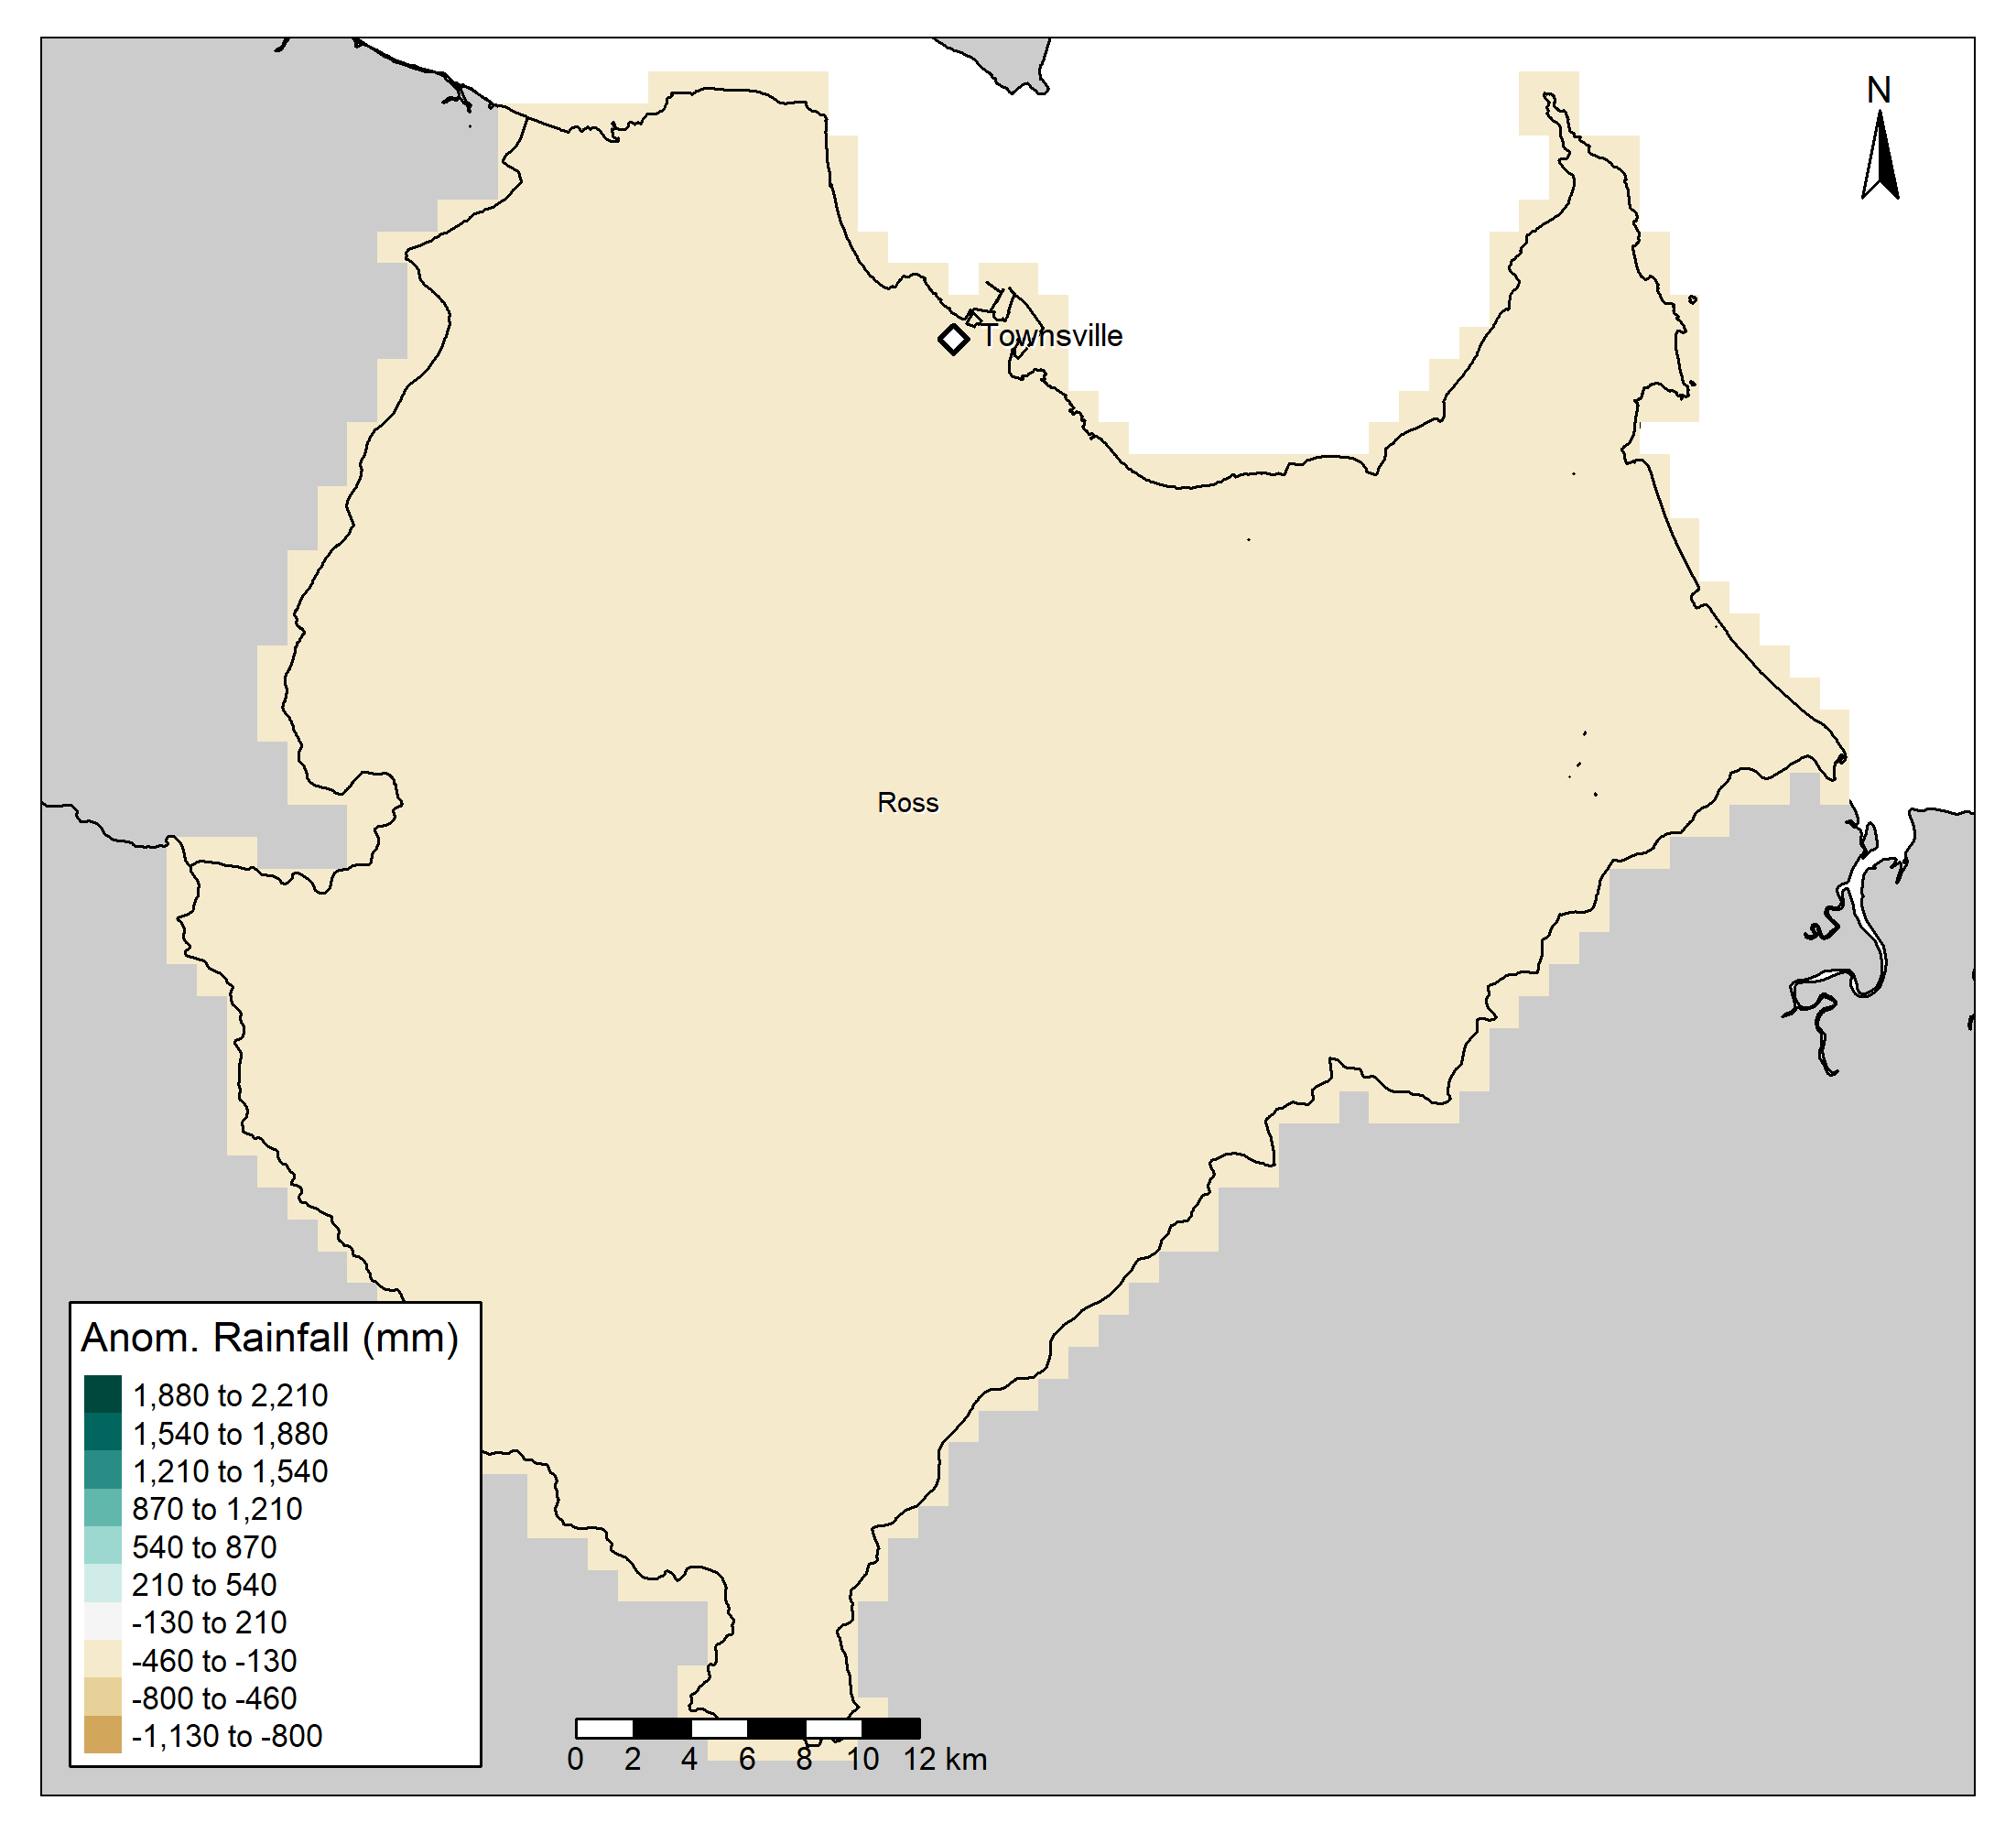 N
Townsville
Ross
Anom. Rainfall (mm)
1,880 to 2,210
1,540 to 1,880
1,210 to 1,540
870 to 1,210
540 to 870
210 to 540
-130 to 210
-460 to -130
-800 to -460
-1,130 to -800
0 2 4 6 8 10 12 km